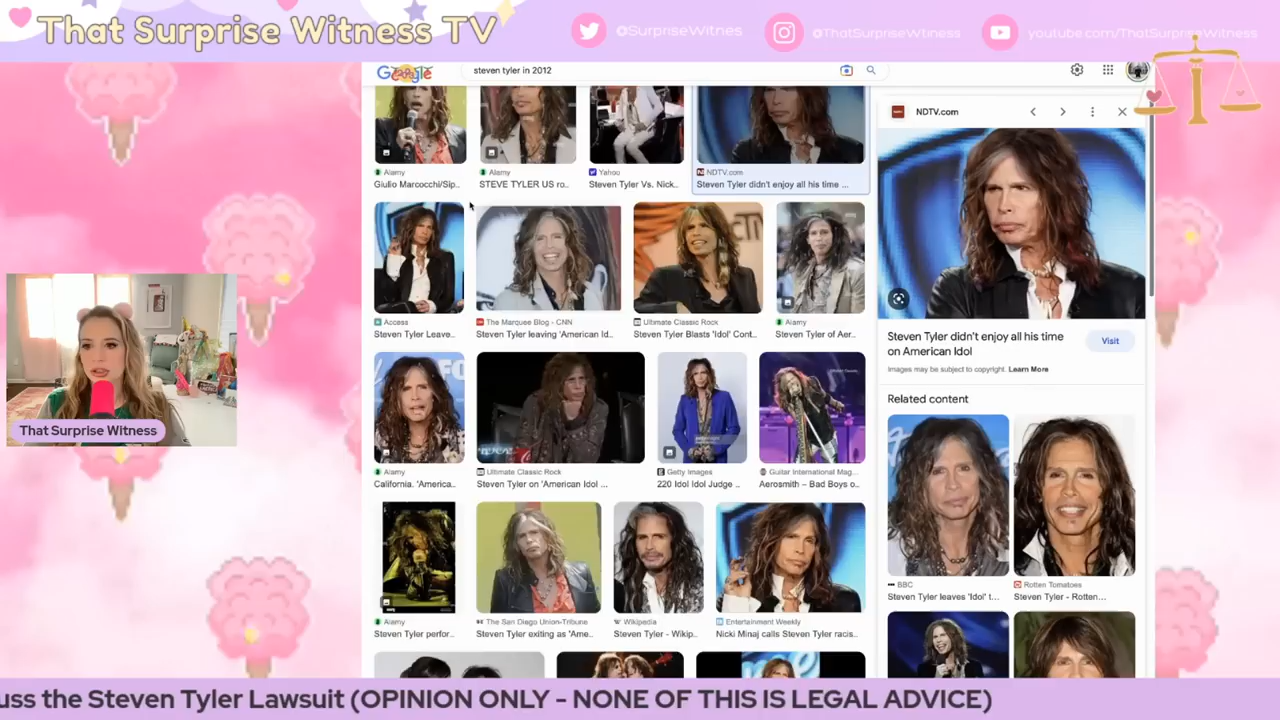 That Surprise Witness TV
@SurpriseWitnes
@ThatSurpriseWitness
youtube.com/ThatSurpriseWitness
Google
steven tyler in 2012
NDTV.com
Alamy
Giulio Marcocchi/Sip...
Alamy
STEVE TYLER US ro...
Yahoo
Steven Tyler Vs. Nick...
NDTV.com
Steven Tyler didn't enjoy all his time ...
Access
Steven Tyler Leave...
The Marquee Blog - CNN
Steven Tyler leaving 'American Id...
Ultimate Classic Rock
Steven Tyler Blasts 'Idol' Cont...
Alamy
Steven Tyler of Aer...
Steven Tyler didn't enjoy all his time
on American Idol
Visit
Images may be subject to copyright. Learn More
Related content
Alamy
California. 'America...
Ultimate Classic Rock
Steven Tyler on 'American Idol ...
Getty Images
220 Idol Idol Judge ...
Guitar International Mag...
Aerosmith – Bad Boys o...
BBC
Steven Tyler leaves 'Idol' t...
Rotten Tomatoes
Steven Tyler - Rotten...
Alamy
Steven Tyler perfor...
The San Diego Union-Tribune
Steven Tyler exiting as 'Ame...
Wikipedia
Steven Tyler - Wikip...
Entertainment Weekly
Nicki Minaj calls Steven Tyler racis...
That Surprise Witness
uss the Steven Tyler Lawsuit (OPINION ONLY - NONE OF THIS IS LEGAL ADVICE)